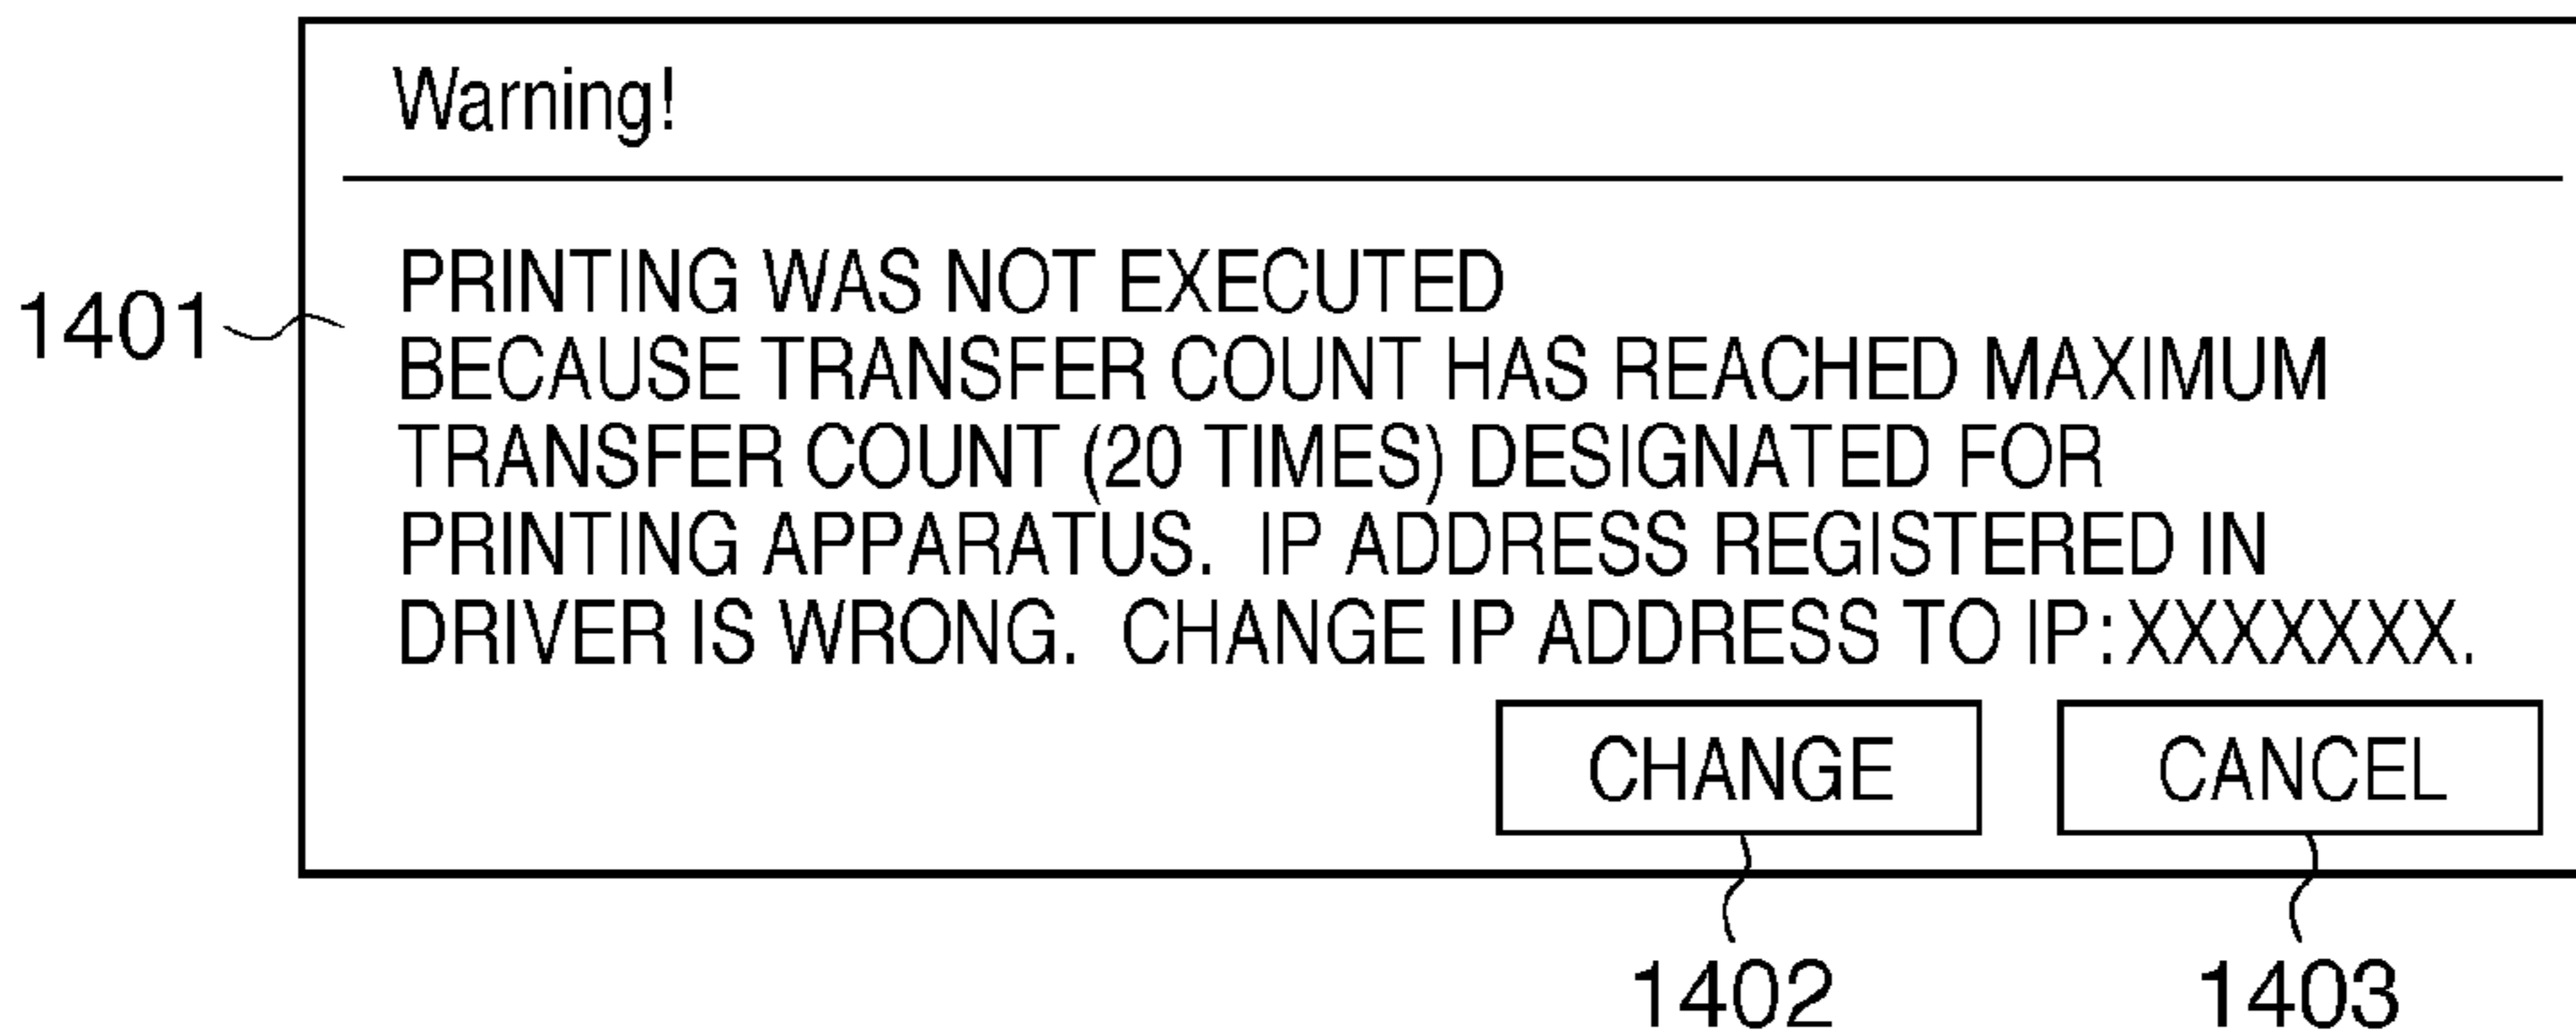 Warning!
PRINTING WAS NOT EXECUTED
1401
BECAUSE TRANSFER COUNT HAS REACHED MAXIMUM
TRANSFER COUNT (20 TIMES) DESIGNATED FOR
PRINTING APPARATUS. IP ADDRESS REGISTERED IN
DRIVER IS WRONG. CHANGE IP ADDRESS TO IP:XXXXXXX.
CHANGE CANCEL
1402 1403